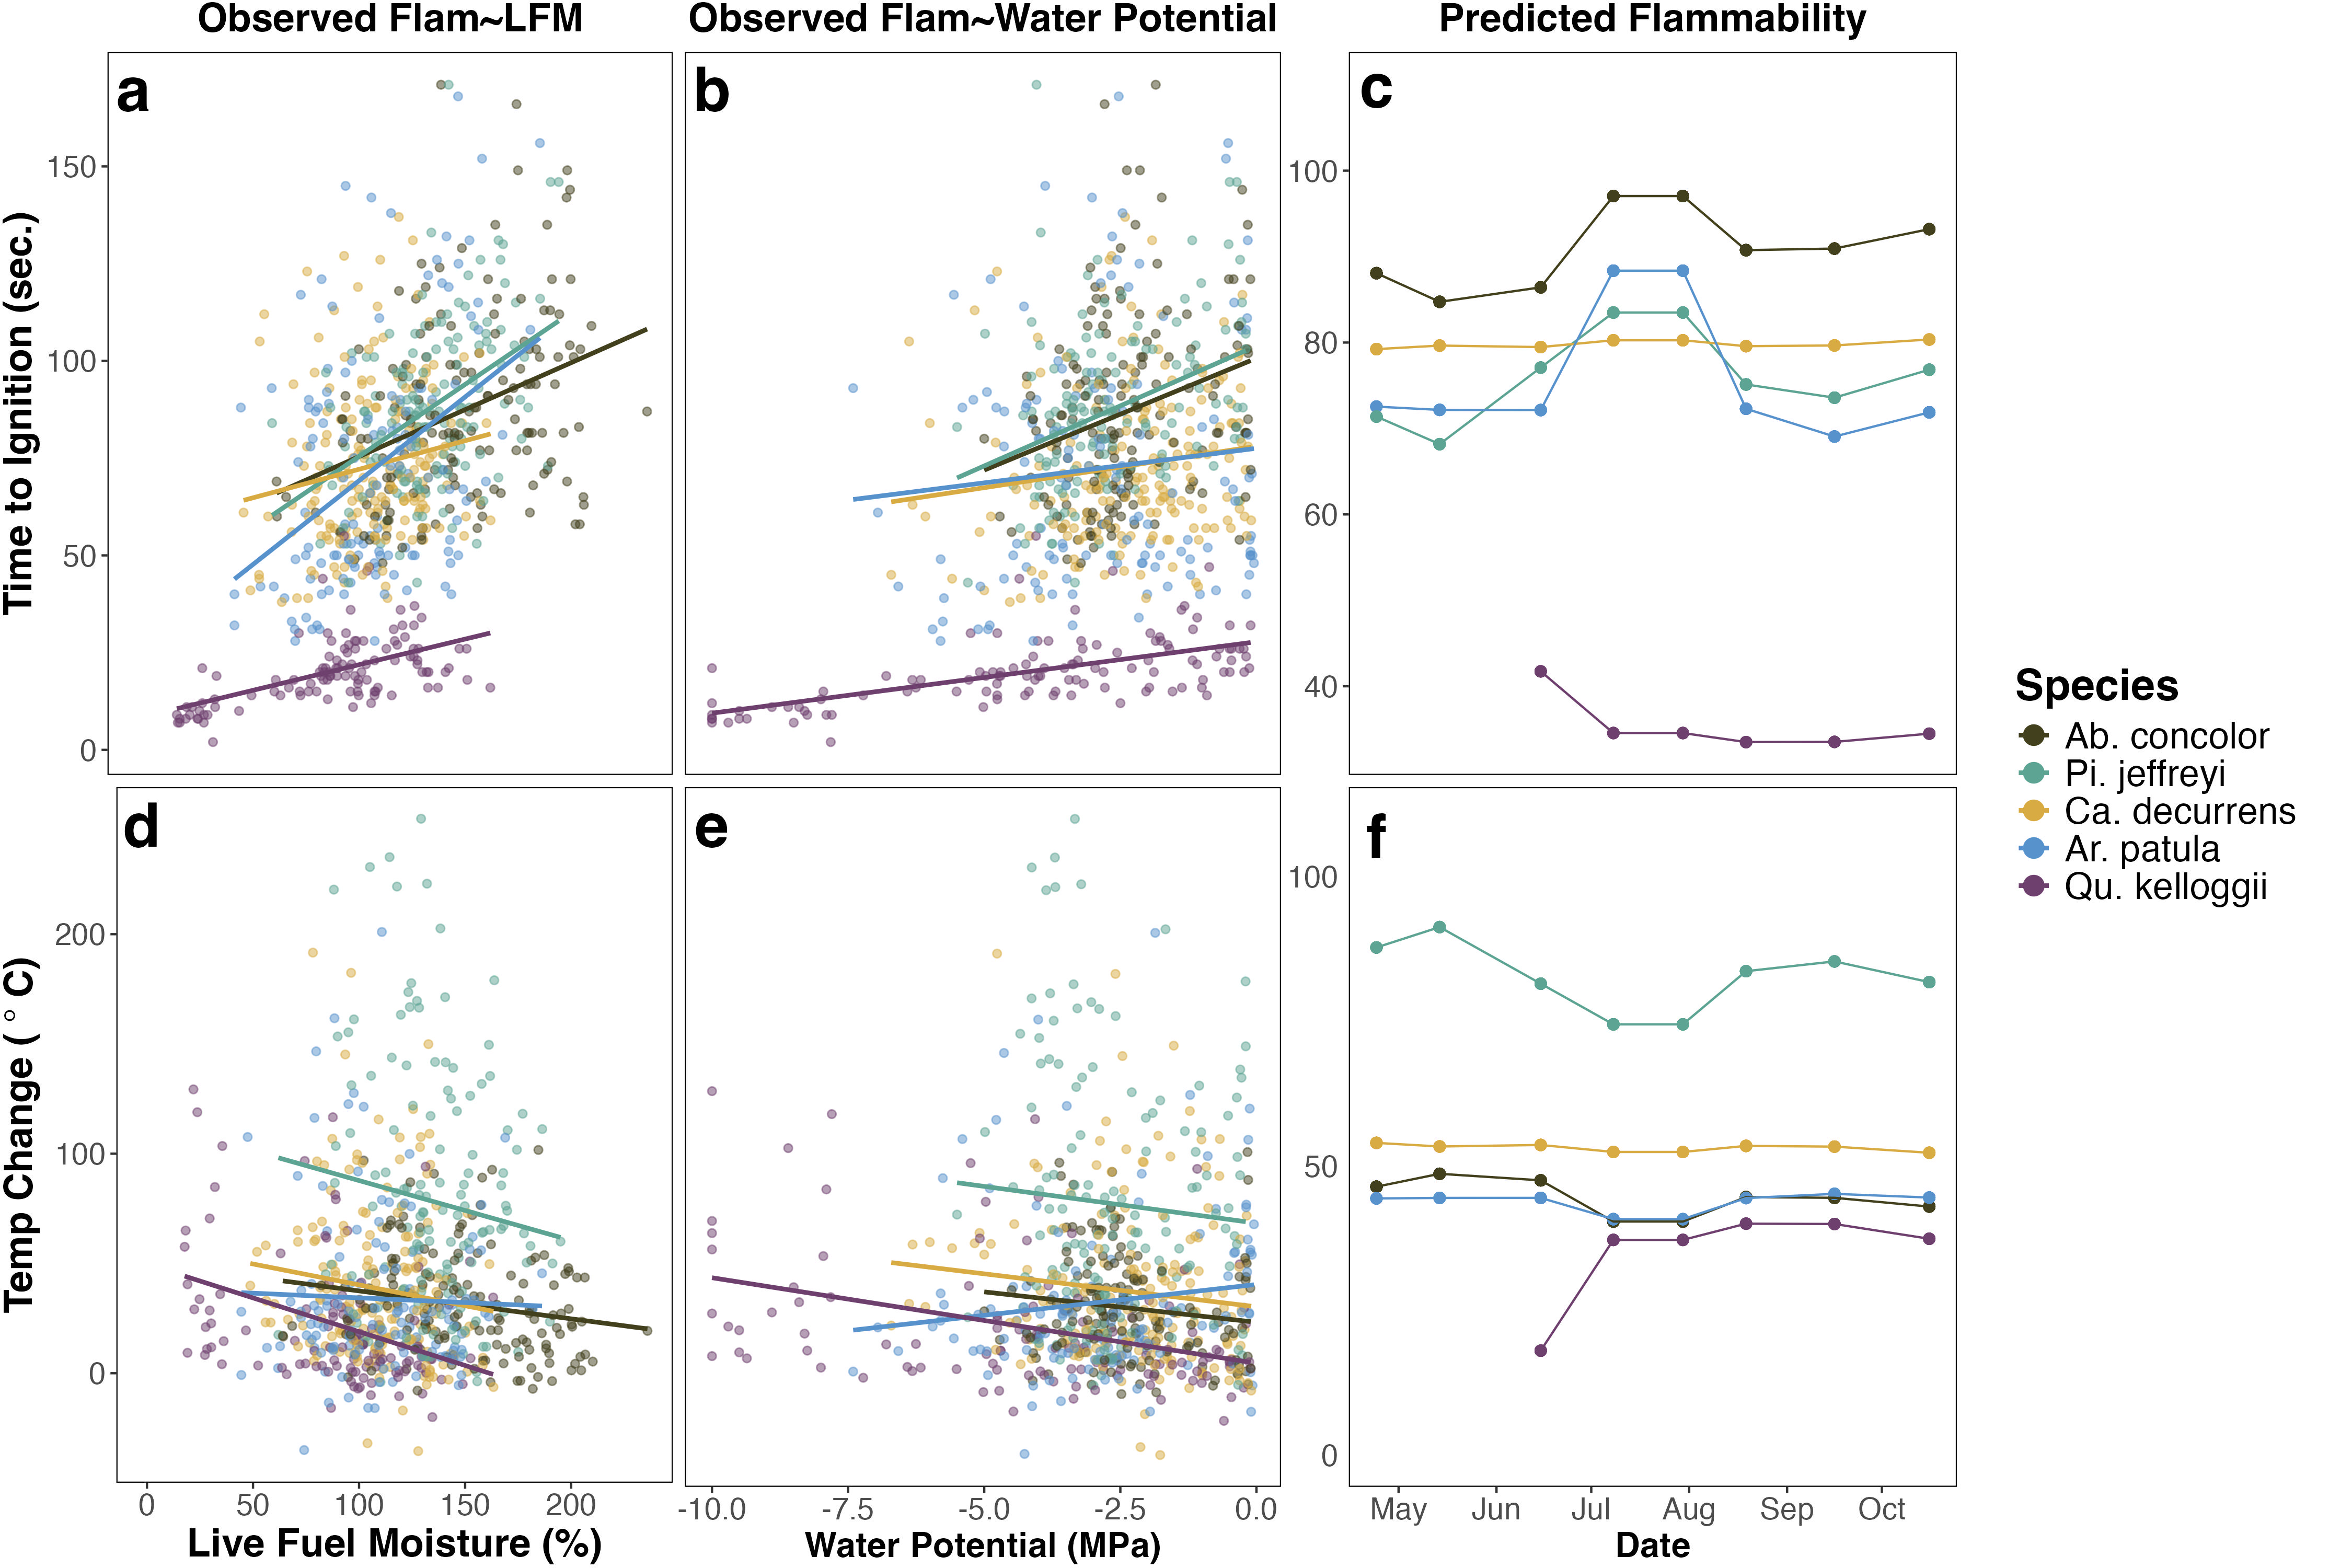 Observed Flam~LFM
Observed Flam~Water Potential
Predicted Flammability
a
b
c
Time to Ignition (sec.)
150
100
50
0
100
80
60
40
d
e
f
Temp Change ( ° C)
200
100
0
100
50
0
0 50 100 150 200
-10.0 -7.5 -5.0 -2.5 0.0
May Jun Jul Aug Sep Oct
Live Fuel Moisture (%)
Water Potential (MPa)
Date
Species
Ab. concolor
Pi. jeffreyi
Ca. decurrens
Ar. patula
Qu. kelloggii